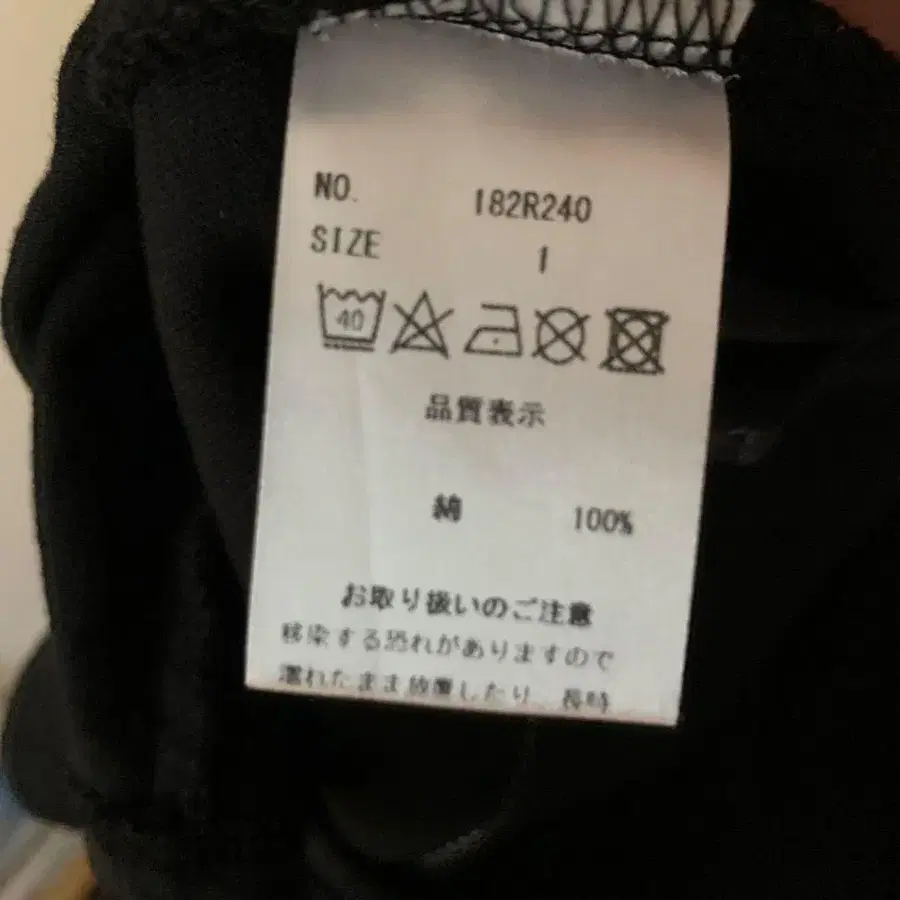 NO. 182R240
SIZE 1
40
品質表示
綿 100%
お取り扱いのご注意
移染する恐れがありますので
濡れたまま放置したり、長時